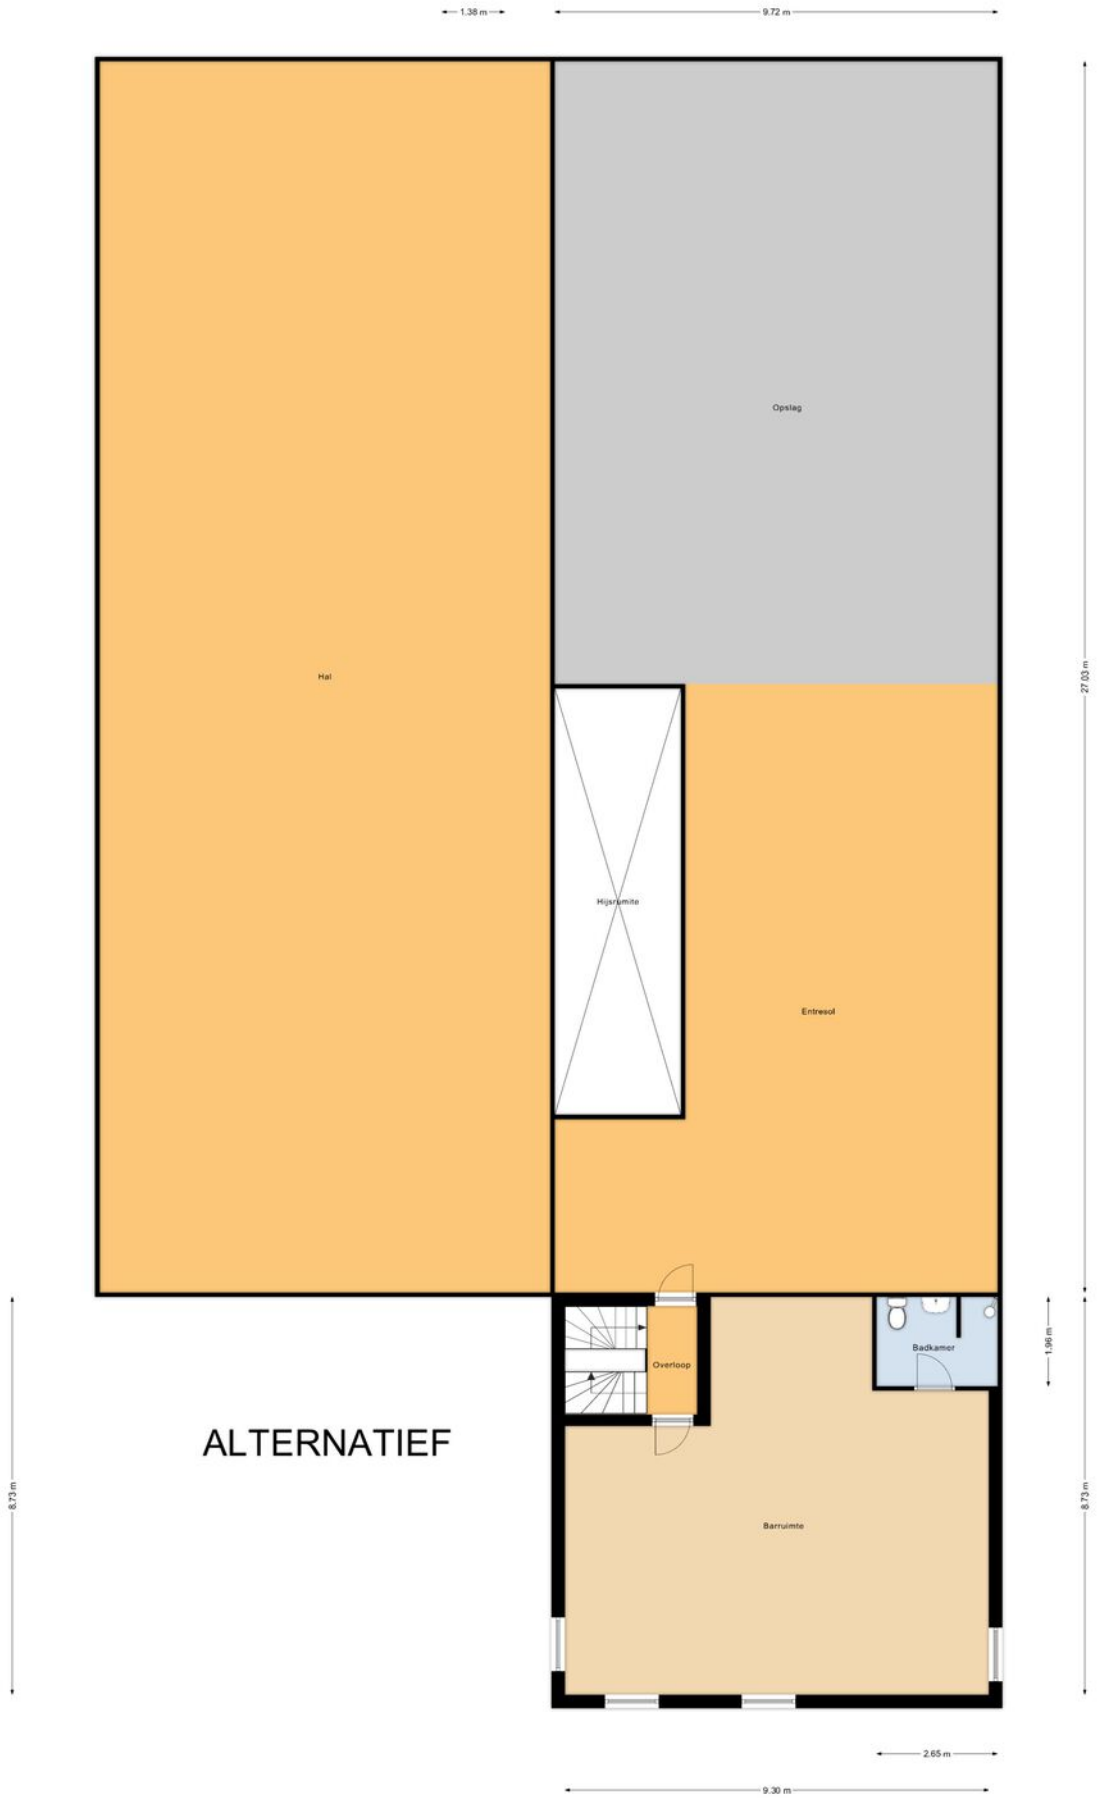 1.38 m
9.72 m
Opslag
27.03 m
Hal
Hijsrumite
Entresol
Overloop
Badkamer
1.96 m
ALTERNATIEF
8.73 m
8.73 m
Barruimte
2.65 m
9.30 m